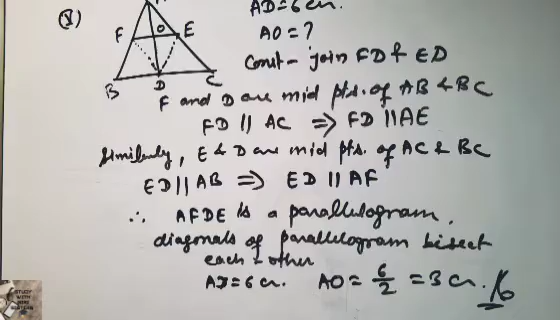 (8)
AD=6 cm.
AO=?
F O E
Const- join FD & ED
B D C
F and D are mid pts. of AB & BC
FD || AC ⇒ FD || AE
Similarly, E & D are mid pts. of AC & BC
ED || AB ⇒ ED || AF
∴ AFDE is a parallelogram.
diagonals of parallelogram bisect
each-other
AD=6 cm. AO = 6/2 = 3 cm.
STUDY
WITH